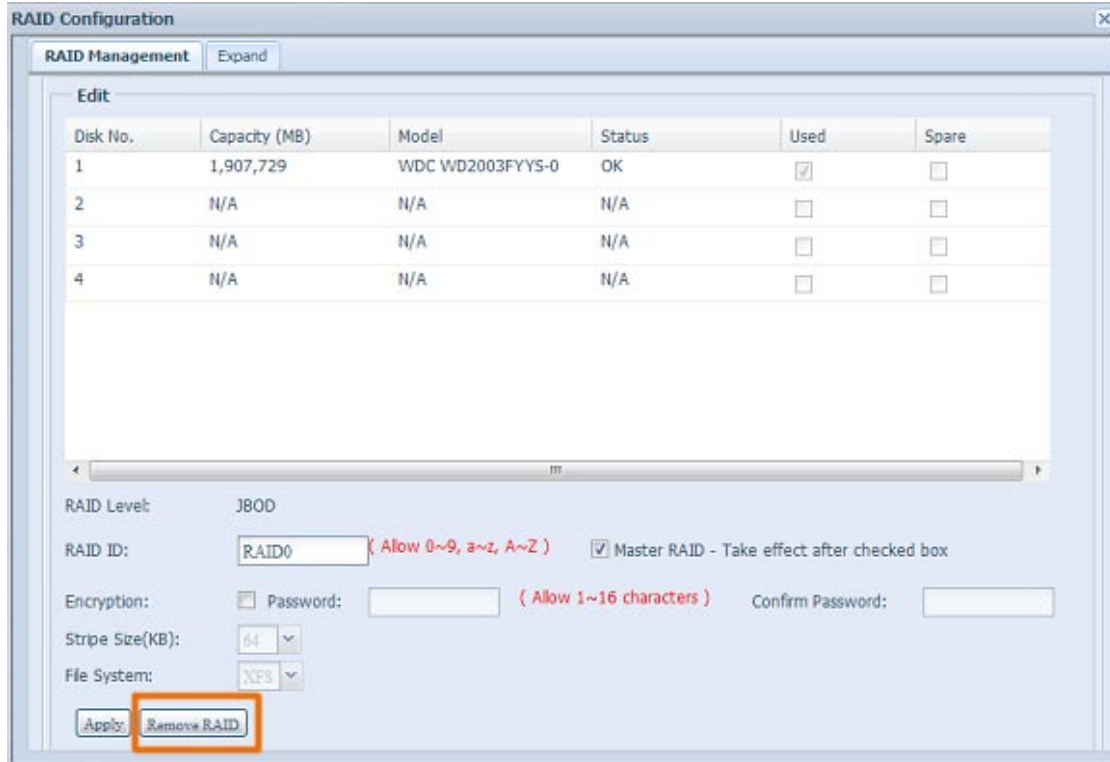 RAID Configuration
RAID Management Expand
Edit
Disk No. Capacity (MB) Model Status Used Spare
1 1,907,729 WDC WD2003FYYS-0 OK
2 N/A N/A N/A
3 N/A N/A N/A
4 N/A N/A N/A
RAID Level: JBOD
RAID ID: RAID0 ( Allow 0~9, a~z, A~Z ) Master RAID - Take effect after checked box
Encryption: Password: ( Allow 1~16 characters ) Confirm Password:
Stripe Size(KB): 64
File System: XFS
Apply Remove RAID